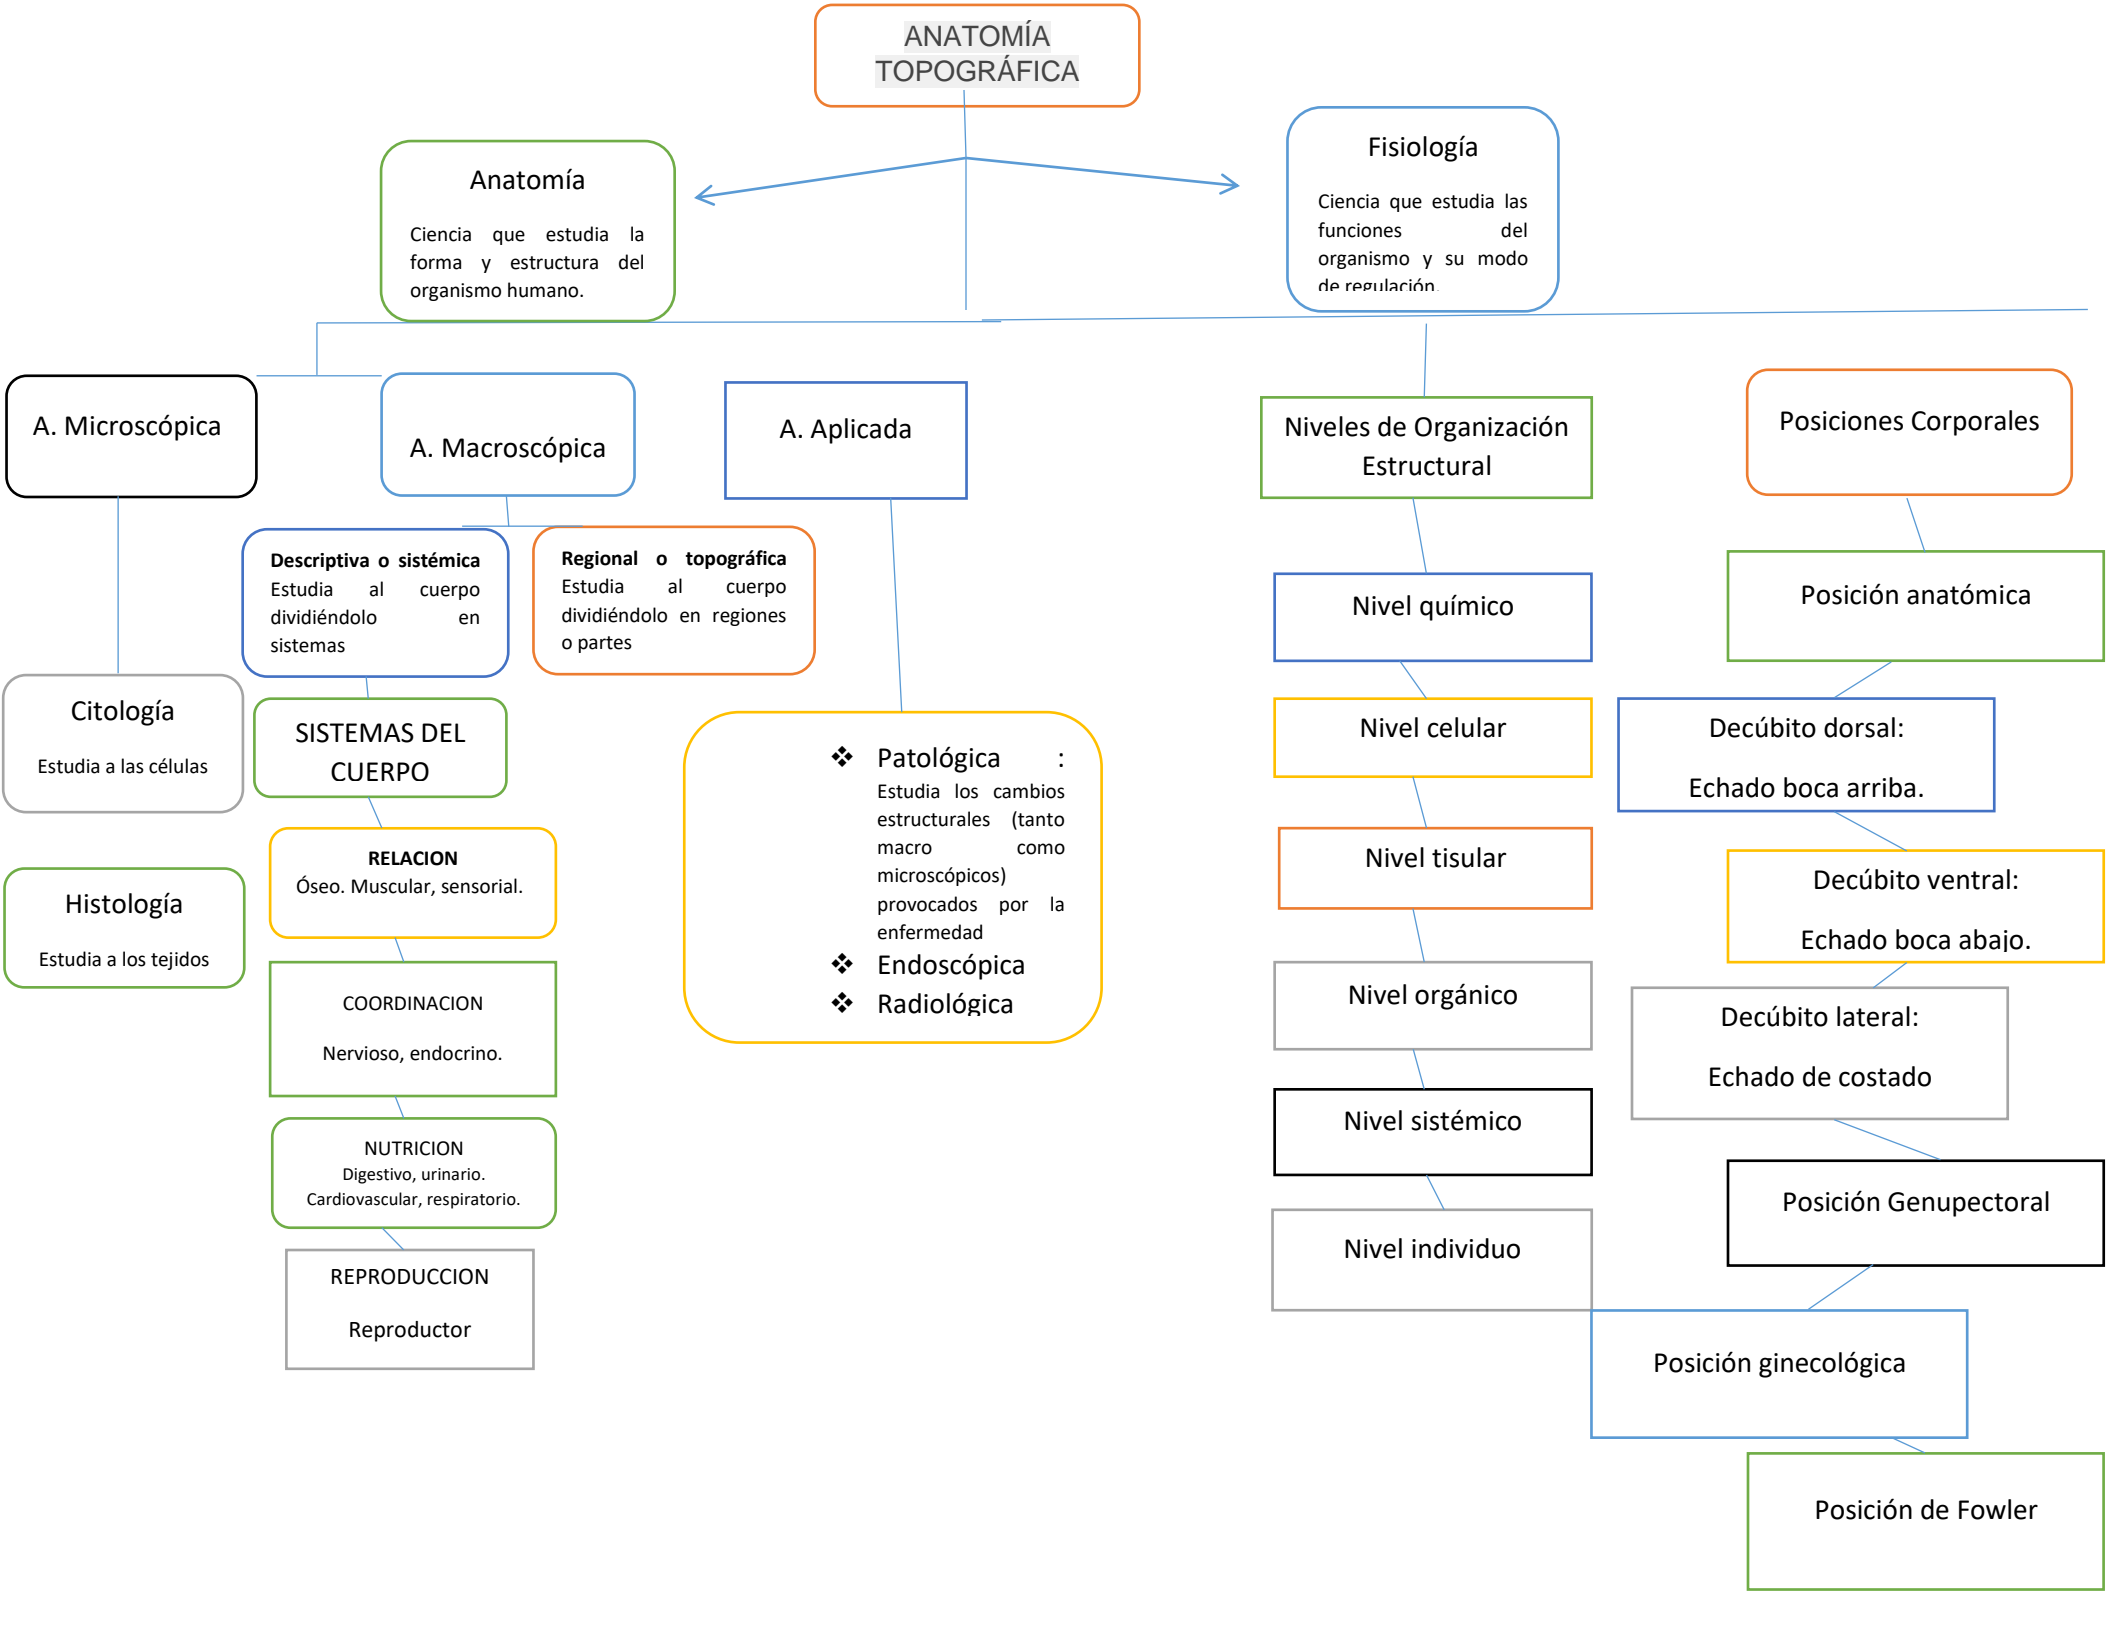 ANATOMÍA
TOPOGRÁFICA
Anatomía
Ciencia que estudia la
forma y estructura del
organismo humano.
Fisiología
Ciencia que estudia las
funciones del
organismo y su modo
de regulación.
A. Microscópica
A. Macroscópica
A. Aplicada
Niveles de Organización
Estructural
Posiciones Corporales
Descriptiva o sistémica
Estudia al cuerpo
dividiéndolo en
sistemas
Regional o topográfica
Estudia al cuerpo
dividiéndolo en regiones
o partes
Citología
Estudia a las células
Histología
Estudia a los tejidos
SISTEMAS DEL
CUERPO
RELACION
Óseo. Muscular, sensorial.
COORDINACION
Nervioso, endocrino.
NUTRICION
Digestivo, urinario.
Cardiovascular, respiratorio.
REPRODUCCION
Reproductor
❖ Patológica :
Estudia los cambios
estructurales (tanto
macro como
microscópicos)
provocados por la
enfermedad
❖ Endoscópica
❖ Radiológica
Nivel químico
Nivel celular
Nivel tisular
Nivel orgánico
Nivel sistémico
Nivel individuo
Posición anatómica
Decúbito dorsal:
Echado boca arriba.
Decúbito ventral:
Echado boca abajo.
Decúbito lateral:
Echado de costado
Posición Genupectoral
Posición ginecológica
Posición de Fowler